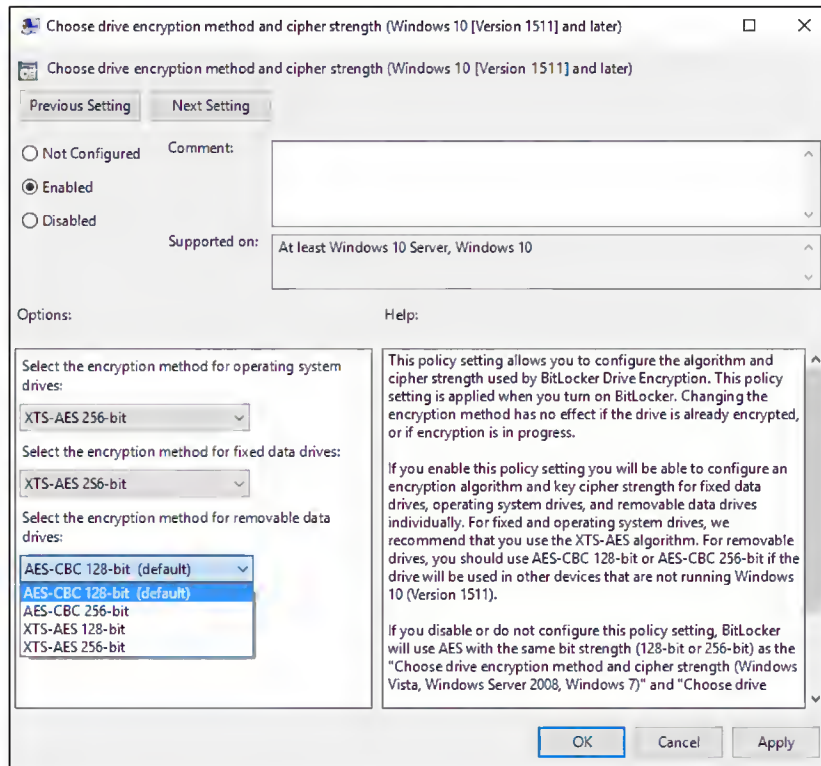 Choose drive encryption method and cipher strength (Windows 10 [Version 1511] and later)
Choose drive encryption method and cipher strength (Windows 10 [Version 1511] and later)
Previous Setting
Next Setting
Not Configured
Comment:
Enabled
Disabled
Supported on:
At least Windows 10 Server, Windows 10
Options:
Help:
Select the encryption method for operating system
drives:
XTS-AES 256-bit
Select the encryption method for fixed data drives:
XTS-AES 256-bit
Select the encryption method for removable data
drives:
AES-CBC 128-bit (default)
AES-CBC 128-bit (default)
AES-CBC 256-bit
XTS-AES 128-bit
XTS-AES 256-bit
This policy setting allows you to configure the algorithm and
cipher strength used by BitLocker Drive Encryption. This policy
setting is applied when you turn on BitLocker. Changing the
encryption method has no effect if the drive is already encrypted,
or if encryption is in progress.
If you enable this policy setting you will be able to configure an
encryption algorithm and key cipher strength for fixed data
drives, operating system drives, and removable data drives
individually. For fixed and operating system drives, we
recommend that you use the XTS-AES algorithm. For removable
drives, you should use AES-CBC 128-bit or AES-CBC 256-bit if the
drive will be used in other devices that are not running Windows
10 (Version 1511).
If you disable or do not configure this policy setting, BitLocker
will use AES with the same bit strength (128-bit or 256-bit) as the
"Choose drive encryption method and cipher strength (Windows
Vista, Windows Server 2008, Windows 7)" and "Choose drive
OK
Cancel
Apply